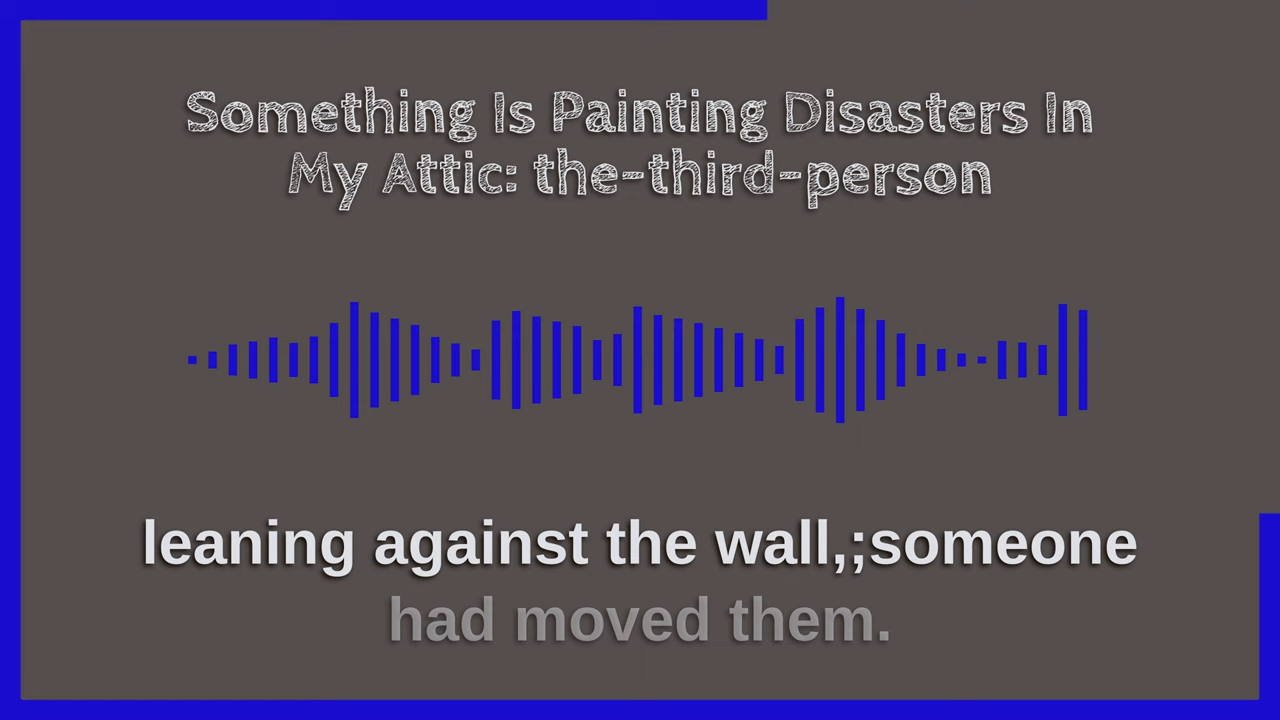 Something Is Painting Disasters In
My Attic: the-third-person
leaning against the wall,;someone
had moved them.